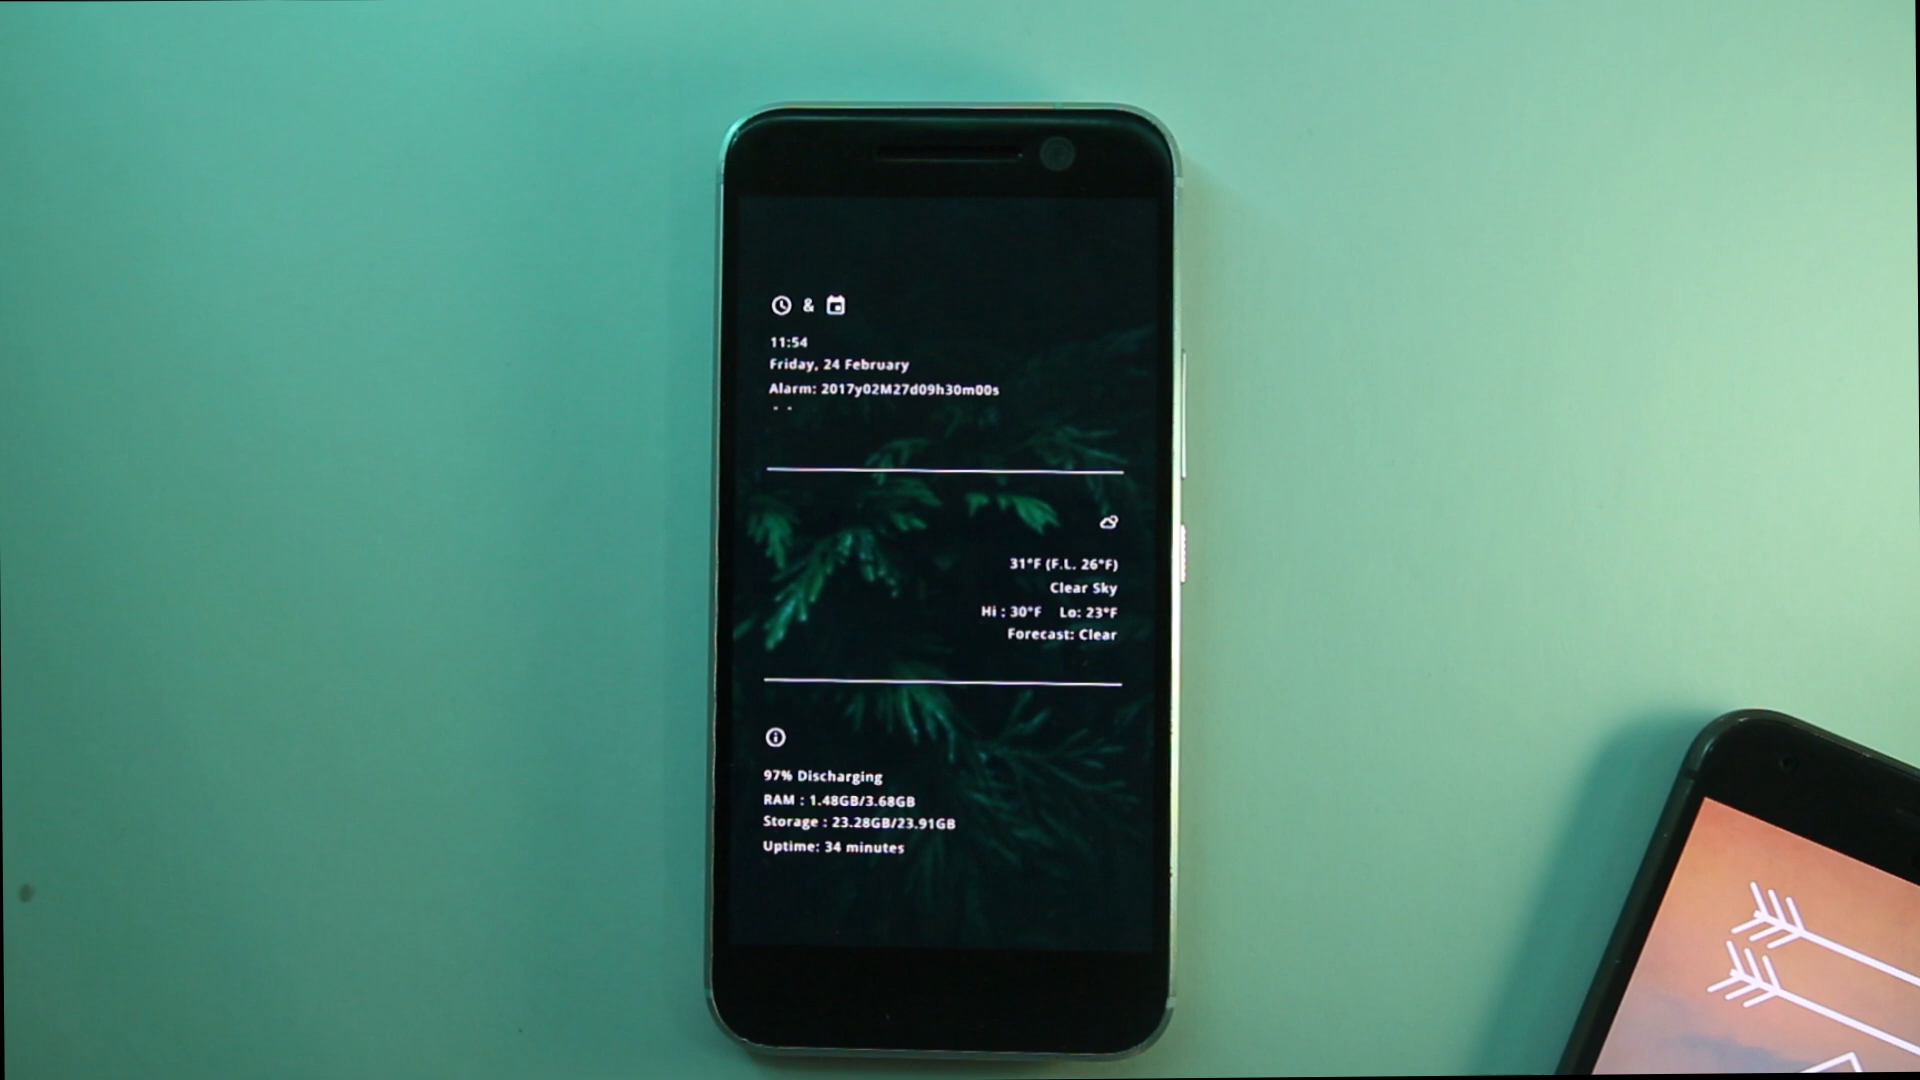 &
11:54
Friday, 24 February
Alarm: 2017y02M27d09h30m00s
- -
31°F (F.L. 26°F)
Clear Sky
Hi : 30°F Lo: 23°F
Forecast: Clear
97% Discharging
RAM : 1.48GB/3.68GB
Storage : 23.28GB/23.91GB
Uptime: 34 minutes